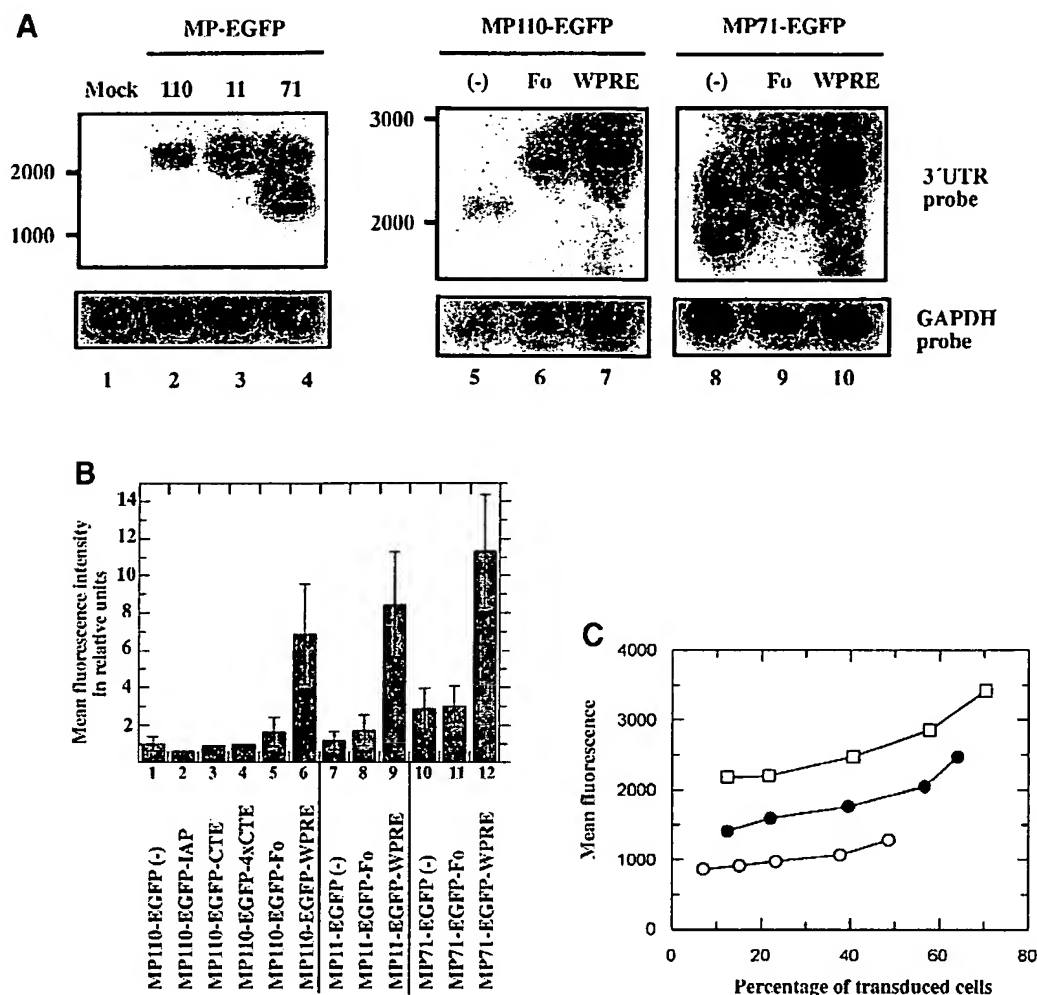 A
MP-EGFP
MP110-EGFP
MP71-EGFP
Mock 110 11 71
(-) Fo WPRE
(-) Fo WPRE
2000
1000
3000
2000
3´UTR
probe
GAPDH
probe
1 2 3 4
5 6 7
8 9 10
B
Mean fluorescence intensity
In relative units
14
12
10
8
6
4
2
1 2 3 4 5 6 7 8 9 10 11 12
MP110-EGFP (-)
MP110-EGFP-IAP
MP110-EGFP-CTE
MP110-EGFP-4xCTE
MP110-EGFP-Fo
MP110-EGFP-WPRE
MP11-EGFP (-)
MP11-EGFP-Fo
MP11-EGFP-WPRE
MP71-EGFP (-)
MP71-EGFP-Fo
MP71-EGFP-WPRE
C
Mean fluorescence
4000
3000
2000
1000
0
0 20 40 60 80
Percentage of transduced cells